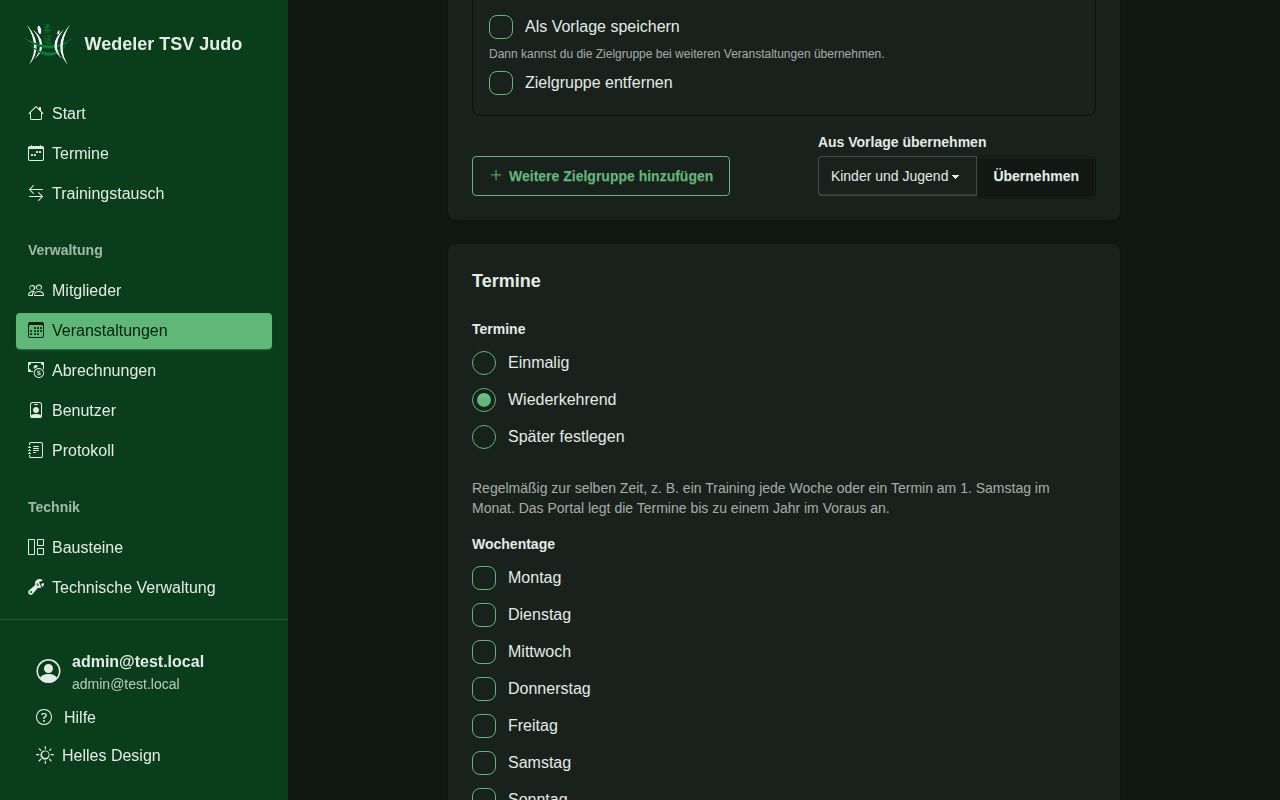 Wedeler TSV Judo
Start
Termine
Trainingstausch
Verwaltung
Mitglieder
Veranstaltungen
Abrechnungen
Benutzer
Protokoll
Technik
Bausteine
Technische Verwaltung
admin@test.local
admin@test.local
Hilfe
Helles Design
Als Vorlage speichern
Dann kannst du die Zielgruppe bei weiteren Veranstaltungen übernehmen.
Zielgruppe entfernen
Aus Vorlage übernehmen
Weitere Zielgruppe hinzufügen
Kinder und Jugend
Übernehmen
Termine
Termine
Einmalig
Wiederkehrend
Später festlegen
Regelmäßig zur selben Zeit, z. B. ein Training jede Woche oder ein Termin am 1. Samstag im
Monat. Das Portal legt die Termine bis zu einem Jahr im Voraus an.
Wochentage
Montag
Dienstag
Mittwoch
Donnerstag
Freitag
Samstag
Sonntag